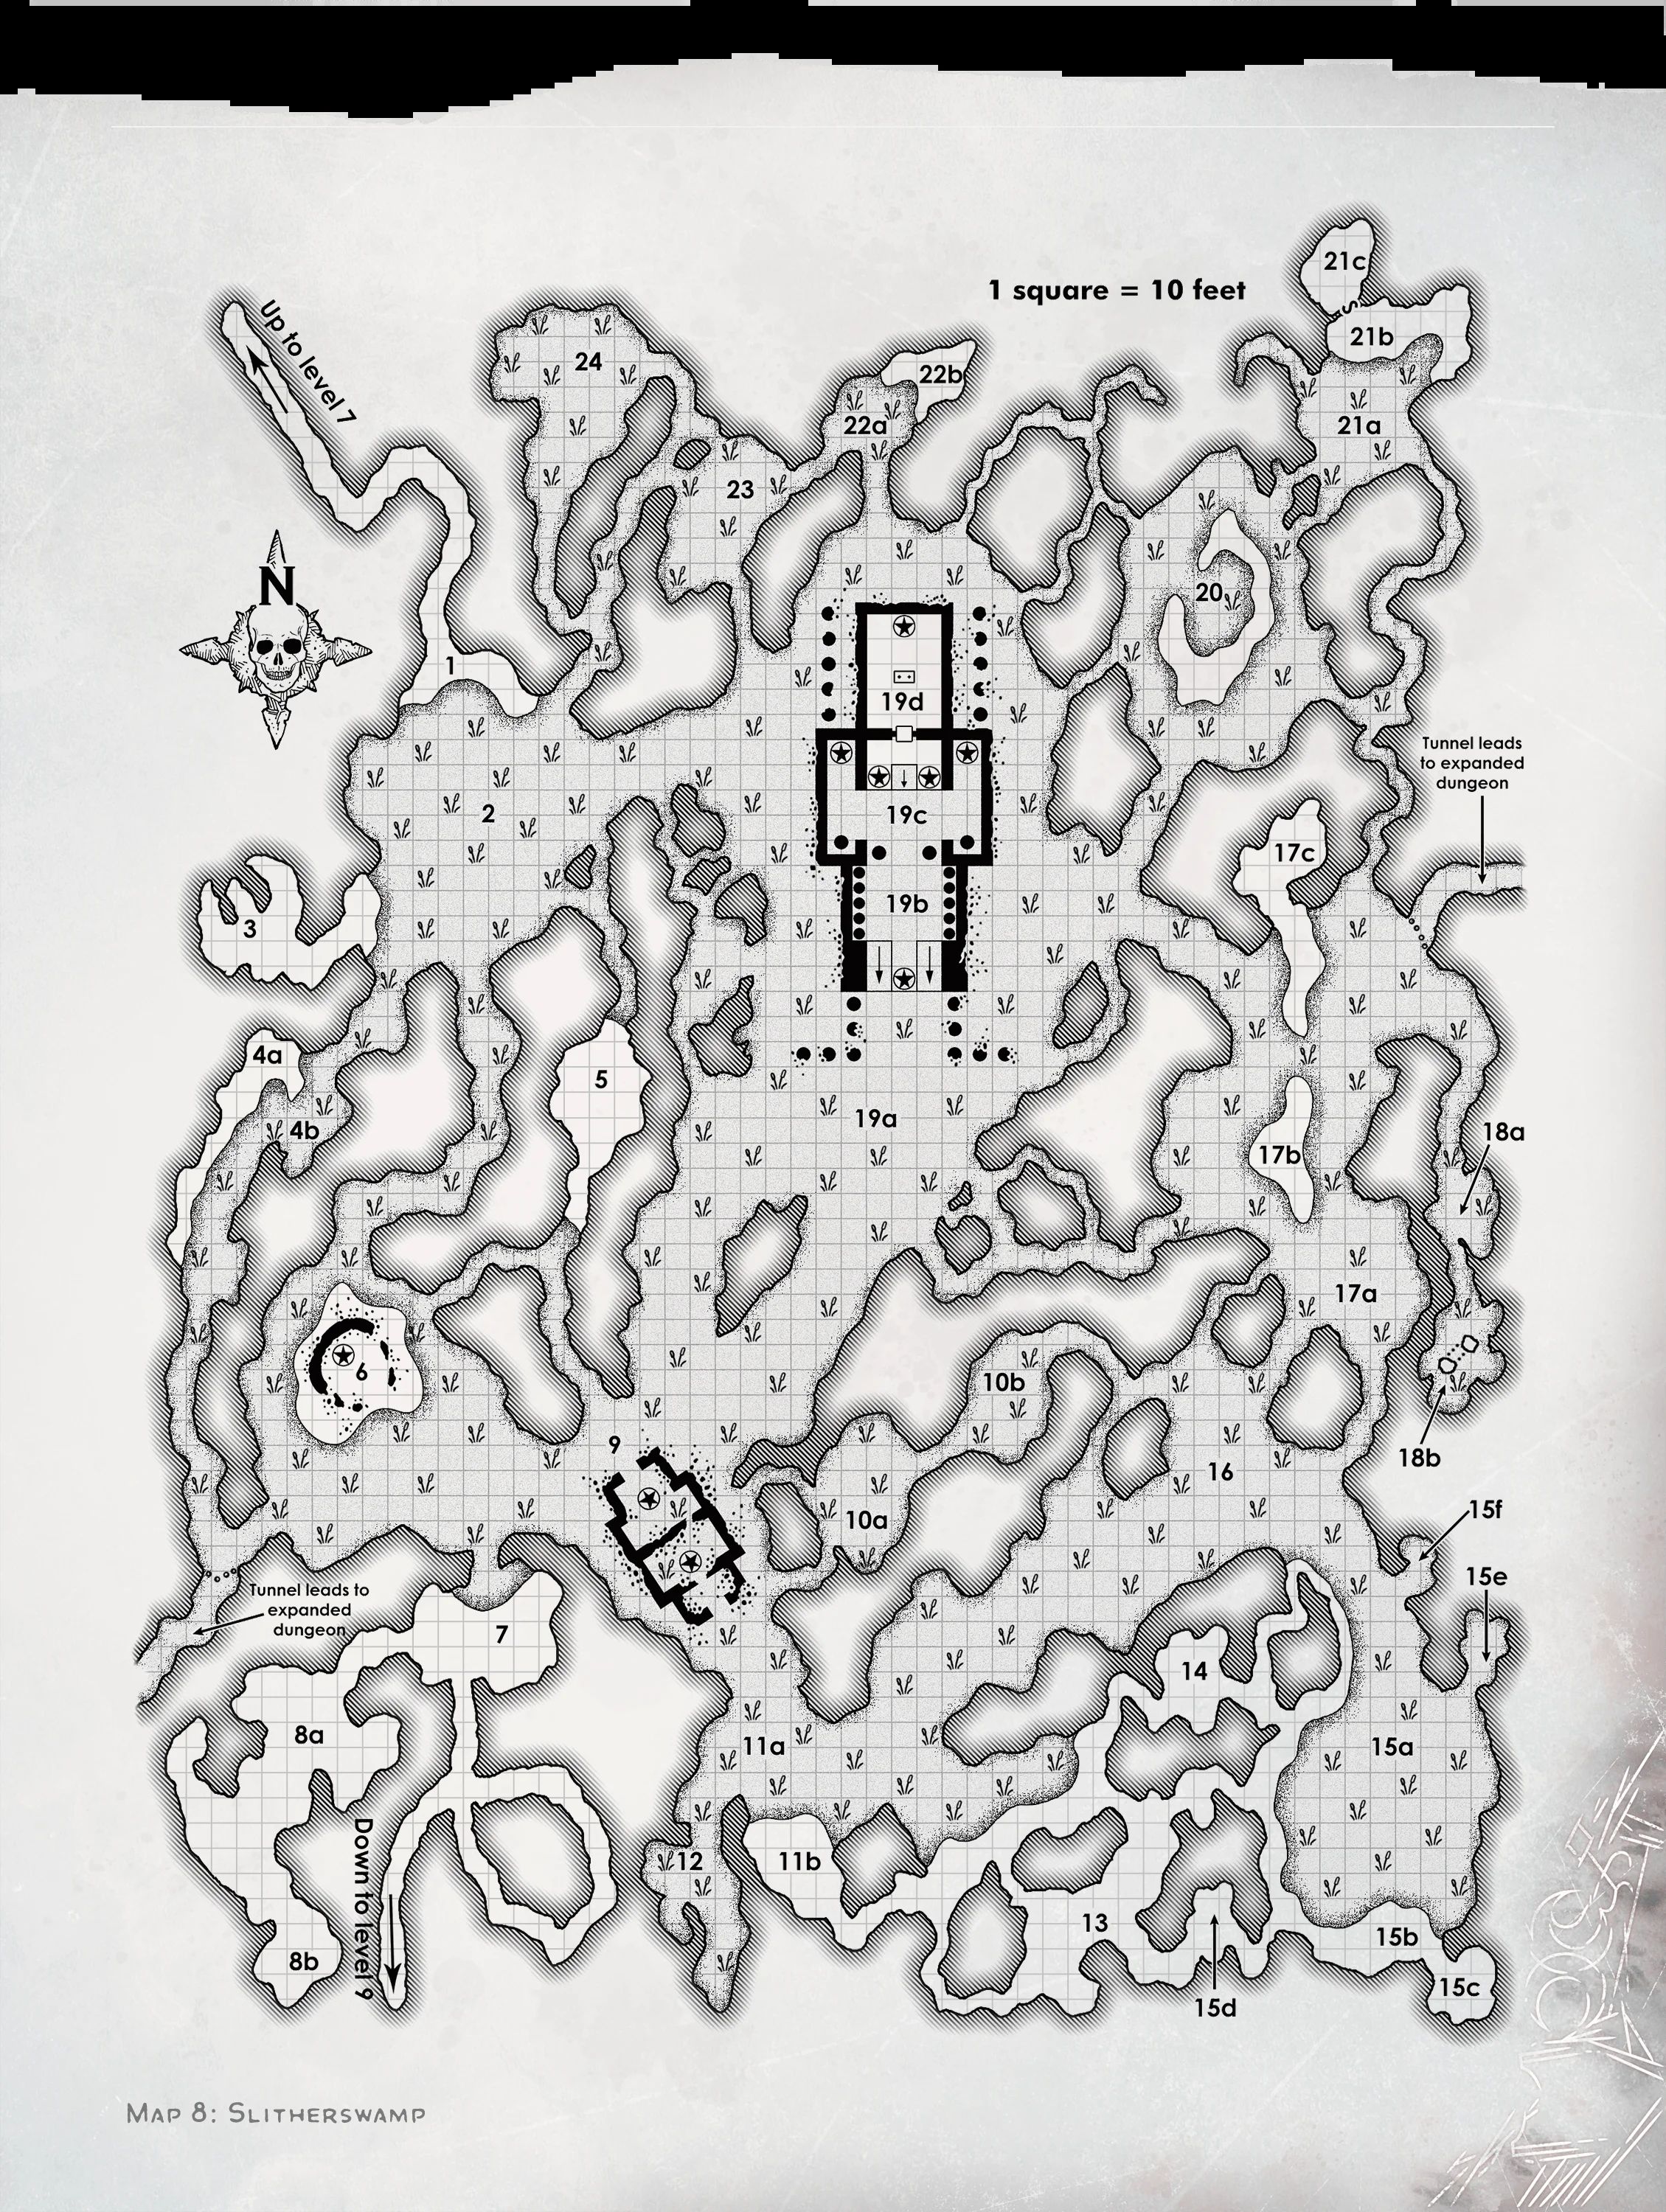 21c
1 square = 10 feet
Up to level 7
21b
24
22b
22a
21a
23
N
20
1
19d
Tunnel leads
to expanded
dungeon
2
19c
17c
19b
3
4a
5
19a
4b
18a
17b
17a
6
10b
9
18b
16
10a
15f
Tunnel leads to
expanded
dungeon
15e
7
14
8a
11a
15a
Down to level 9
12
11b
13
15b
8b
15c
15d
S
Map 8: Slitherswamp